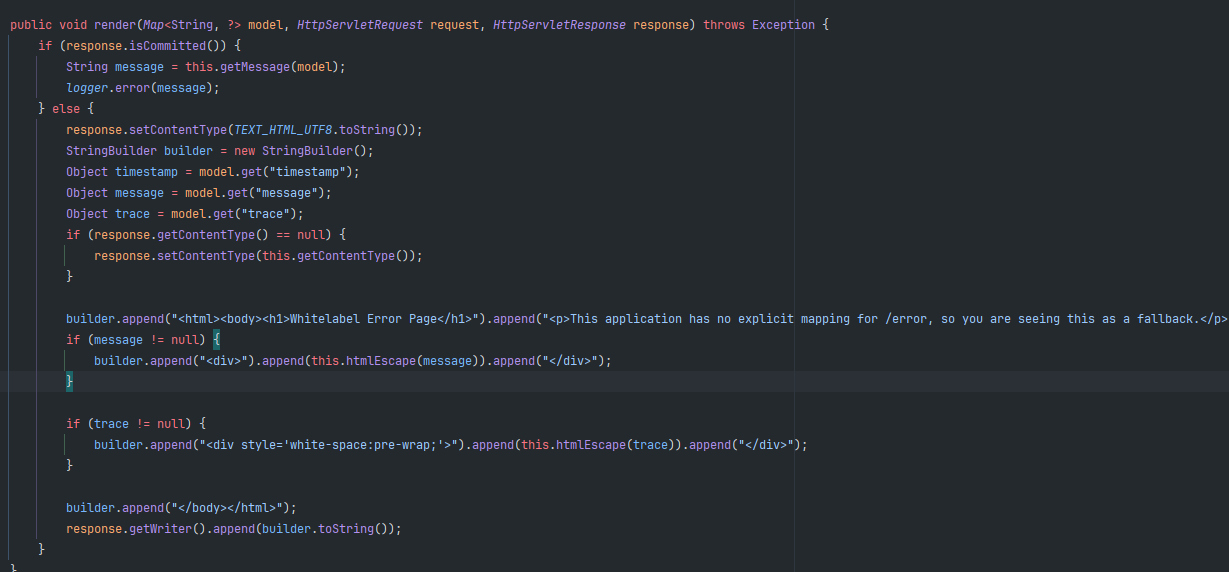 public void render(Map<String, ?> model, HttpServletRequest request, HttpServletResponse response) throws Exception {
if (response.isCommitted()) {
String message = this.getMessage(model);
logger.error(message);
} else {
response.setContentType(TEXT_HTML_UTF8.toString());
StringBuilder builder = new StringBuilder();
Object timestamp = model.get("timestamp");
Object message = model.get("message");
Object trace = model.get("trace");
if (response.getContentType() == null) {
response.setContentType(this.getContentType());
}
builder.append("<html><body><h1>Whitelabel Error Page</h1>").append("<p>This application has no explicit mapping for /error, so you are seeing this as a fallback.</p>
if (message != null) {
builder.append("<div>").append(this.htmlEscape(message)).append("</div>");
}
if (trace != null) {
builder.append("<div style='white-space:pre-wrap;'>").append(this.htmlEscape(trace)).append("</div>");
}
builder.append("</body></html>");
response.getWriter().append(builder.toString());
}
}